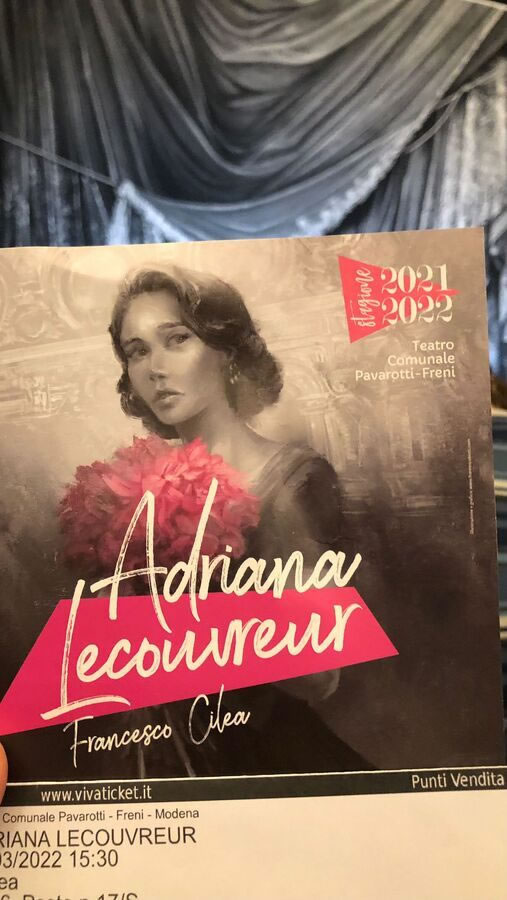 stagione
2021
2022
Teatro
Comunale
Pavarotti-Freni
Adriana
Lecouvreur
Francesco Cilea
www.vivaticket.it
Punti Vendita
Comunale Pavarotti - Freni - Modena
RIANA LECOUVREUR
03/2022 15:30
ea